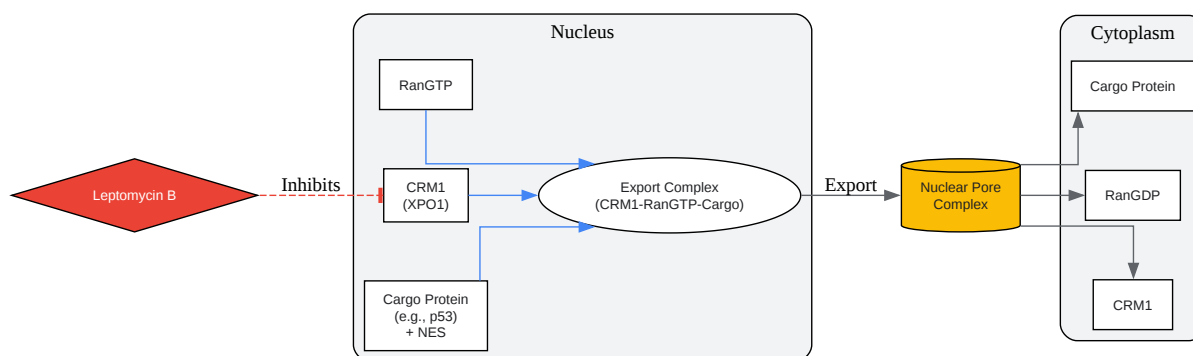 Nucleus
Cytoplasm
RanGTP
Cargo Protein
Leptomycin B
Inhibits
CRM1
(XPO1)
Export Complex
(CRM1-RanGTP-Cargo)
Export
Nuclear Pore
Complex
RanGDP
Cargo Protein
(e.g., p53)
+ NES
CRM1